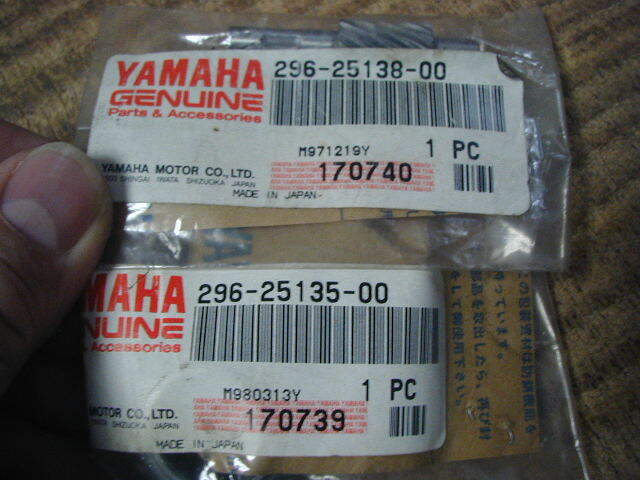 YAMAHA
GENUINE
Parts & Accessories
296-25138-00
M971219Y
1 PC
YAMAHA MOTOR CO., LTD.
SHINGAI IWATA SHIZUOKA JAPAN
170740
MADE IN JAPAN
MAHA
NUINE
& Accessories
296-25135-00
M980313Y
1 PC
MOTOR CO., LTD.
SHIZUOKA JAPAN
170739
MADE IN JAPAN